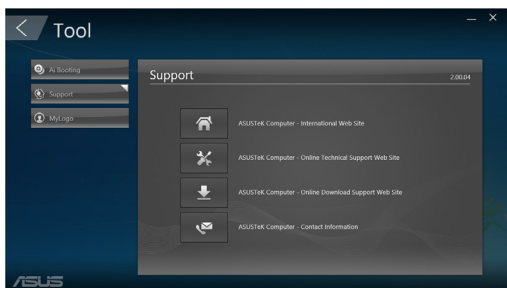 Tool
Ai Booting
Support
MyLogo
Support
2.00.04
ASUSTeK Computer - International Web Site
ASUSTeK Computer - Online Technical Support Web Site
ASUSTeK Computer - Online Download Support Web Site
ASUSTeK Computer - Contact Information
ASUS